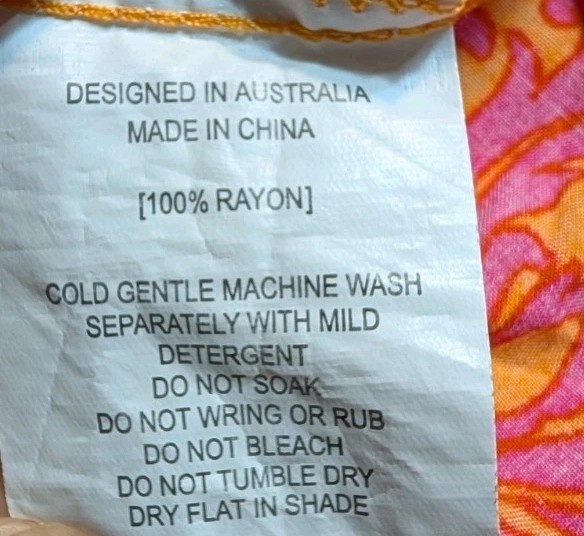 DESIGNED IN AUSTRALIA
MADE IN CHINA
[100% RAYON]
COLD GENTLE MACHINE WASH
SEPARATELY WITH MILD
DETERGENT
DO NOT SOAK
DO NOT WRING OR RUB
DO NOT BLEACH
DO NOT TUMBLE DRY
DRY FLAT IN SHADE